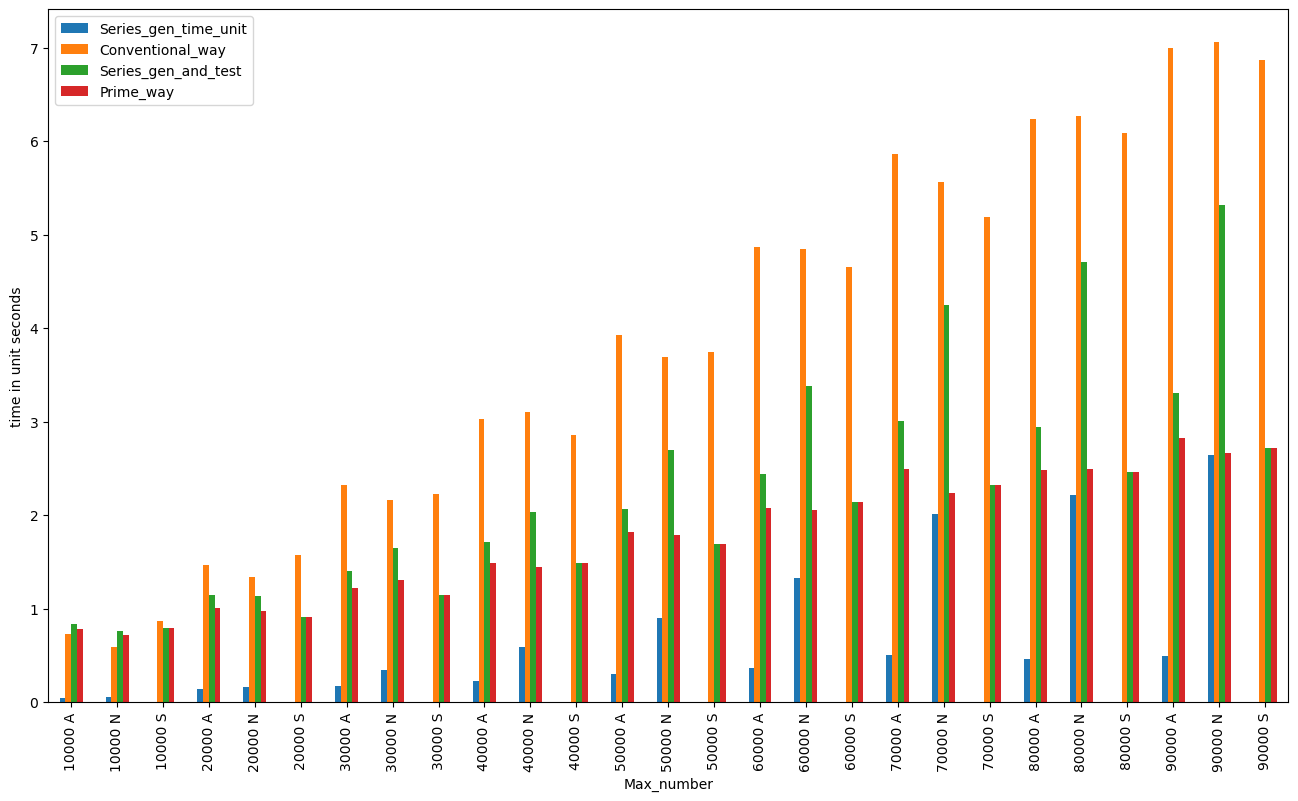 Series_gen_time_unit
Conventional_way
Series_gen_and_test
Prime_way
7
6
5
4
3
2
1
0
time in unit seconds
10000 A
10000 N
10000 S
20000 A
20000 N
20000 S
30000 A
30000 N
30000 S
40000 A
40000 N
40000 S
50000 A
50000 N
50000 S
60000 A
60000 N
60000 S
70000 A
70000 N
70000 S
80000 A
80000 N
80000 S
90000 A
90000 N
90000 S
Max_number